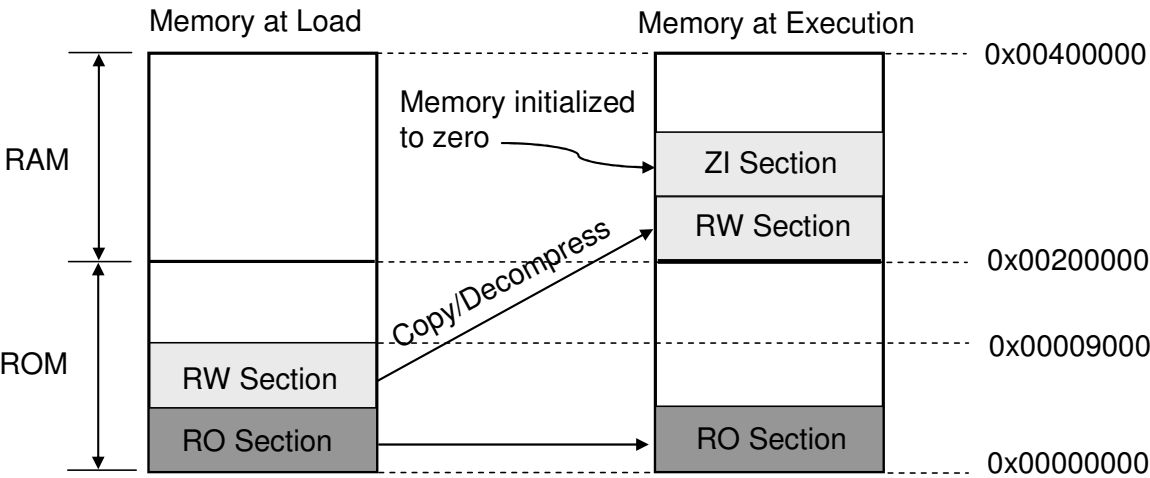 Memory at Load
Memory at Execution
0x00400000
Memory initialized
to zero
RAM
ZI Section
RW Section
Copy/Decompress
0x00200000
0x00009000
ROM
RW Section
RO Section
RO Section
0x00000000